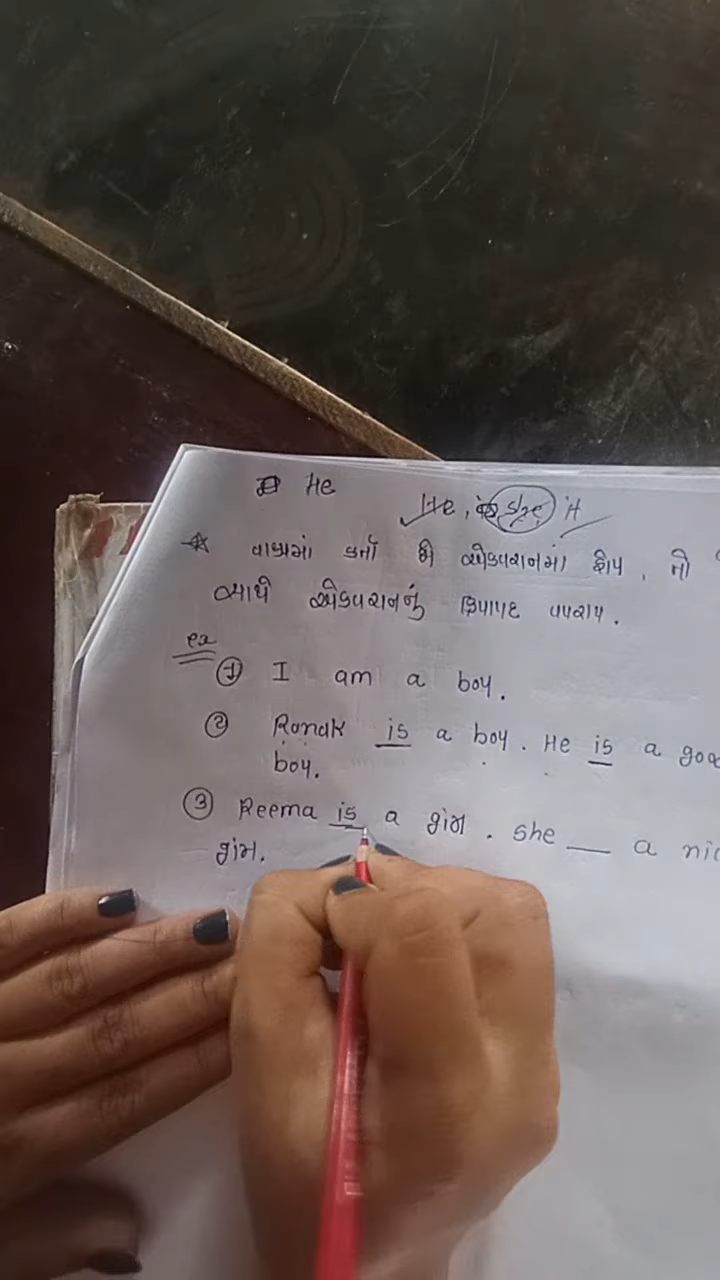 He
He, she, it
* વાક્યમાં કર્તા જો એકવચનમાં હોય, તો
સાથે એકવચનનું ક્રિયાપદ વપરાય.
ex
① I am a boy.
② Ronak is a boy. He is a
boy.
③ Reema is a girl. she __ a
girl.